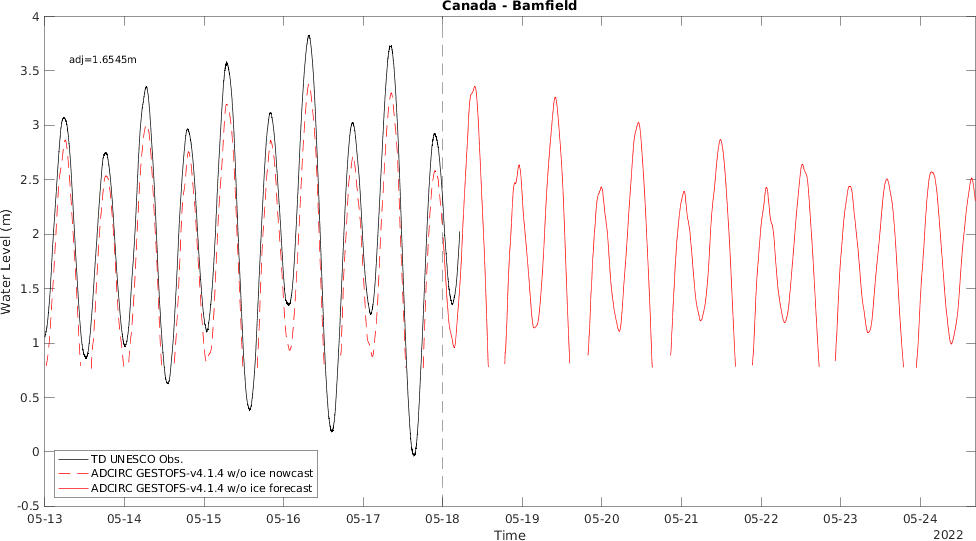 Canada - Bamfield
4
adj=1.6545m
3.5
3
2.5
2
1.5
1
0.5
0
-0.5
Water Level (m)
TD UNESCO Obs.
ADCIRC GESTOFS-v4.1.4 w/o ice nowcast
ADCIRC GESTOFS-v4.1.4 w/o ice forecast
05-13 05-14 05-15 05-16 05-17 05-18 05-19 05-20 05-21 05-22 05-23 05-24
Time
2022